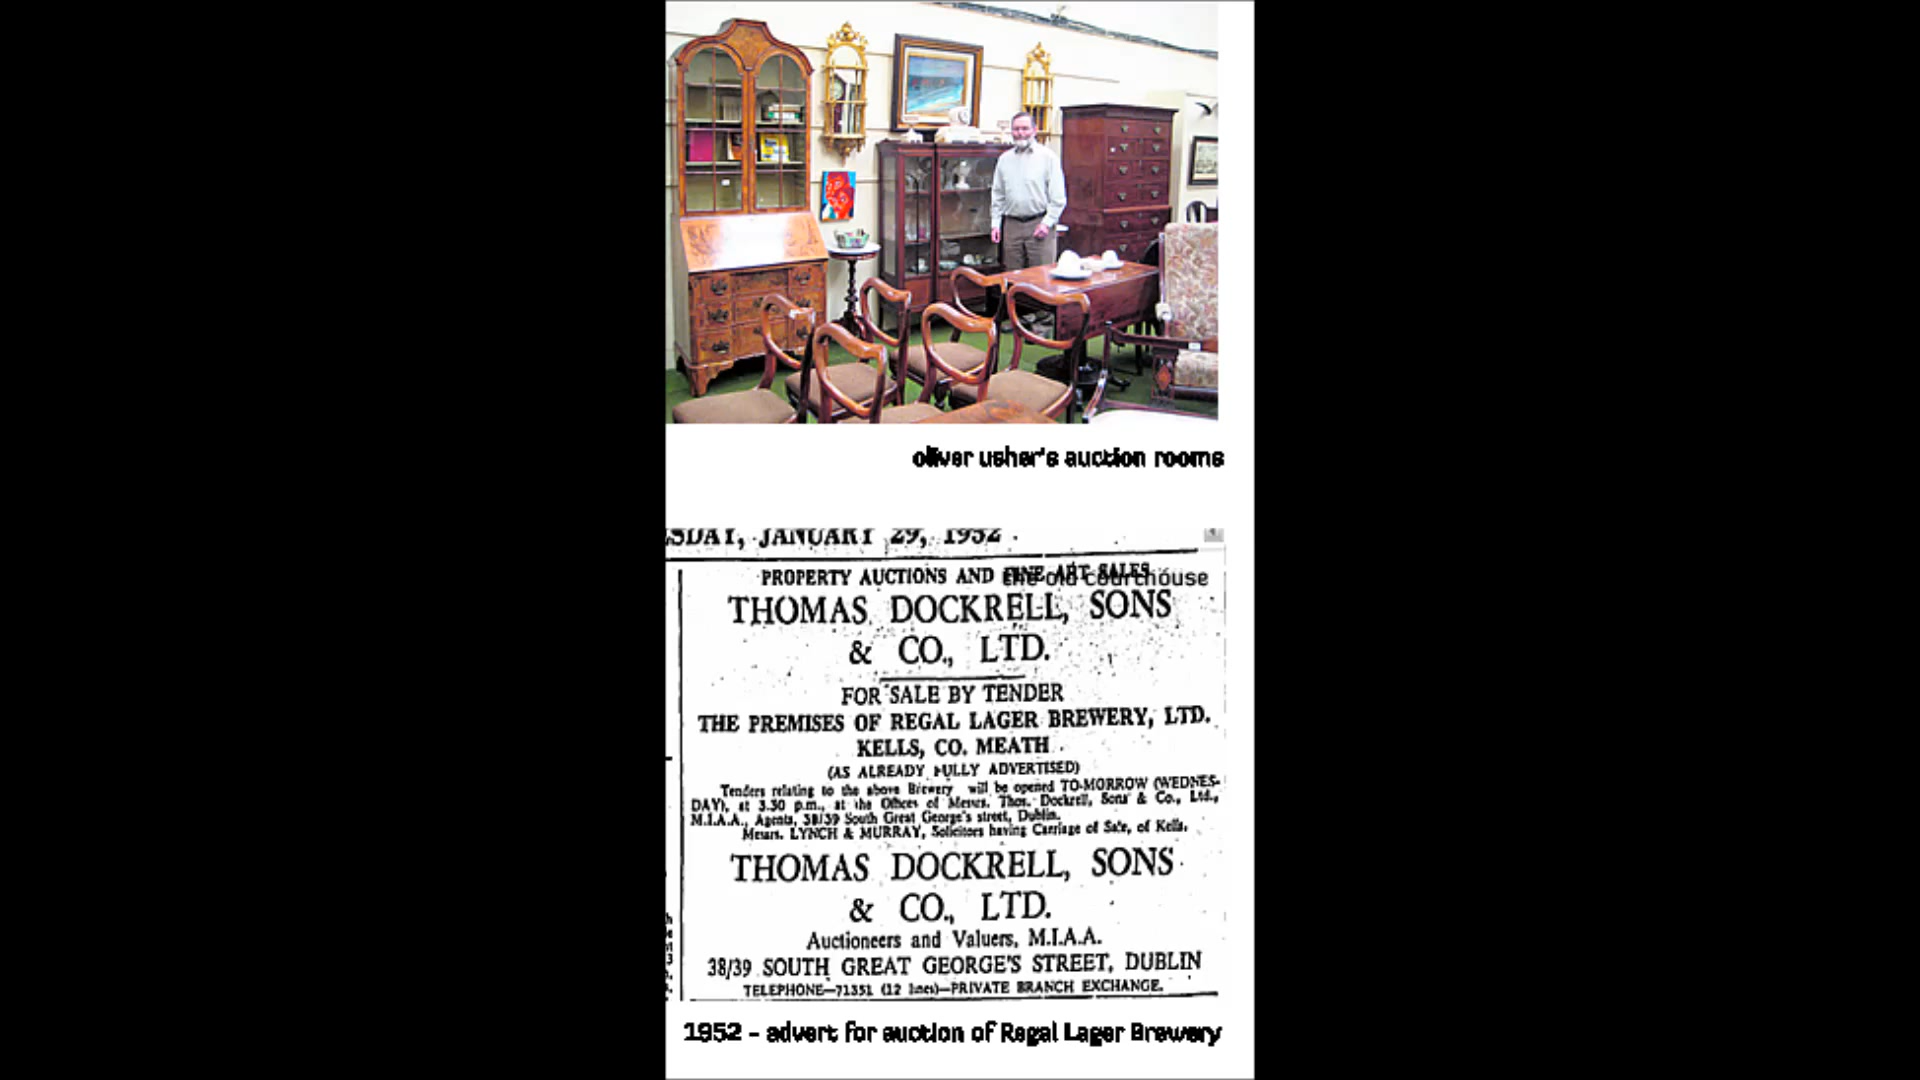 oliver usher's auction rooms
SDAY, JANUARY 29, 1952
PROPERTY AUCTIONS AND FINE ART SALES
the old courthouse
THOMAS DOCKRELL, SONS
& CO., LTD.
FOR SALE BY TENDER
THE PREMISES OF REGAL LAGER BREWERY, LTD.
KELLS, CO. MEATH
(AS ALREADY FULLY ADVERTISED)
Tenders relating to the above Brewery will be opened TO-MORROW (WEDNES-
DAY), at 3.30 p.m., at the Offices of Messrs. Thos. Dockrell, Sons & Co., Ltd.,
M.I.A.A., Agents, 38/39 South Great George's street, Dublin.
Messrs. LYNCH & MURRAY, Solicitors having Carriage of Sale, of Kells.
THOMAS DOCKRELL, SONS
& CO., LTD.
Auctioneers and Valuers, M.I.A.A.
38/39 SOUTH GREAT GEORGE'S STREET, DUBLIN
TELEPHONE—71351 (12 lines)—PRIVATE BRANCH EXCHANGE.
1952 - advert for auction of Regal Lager Brewery